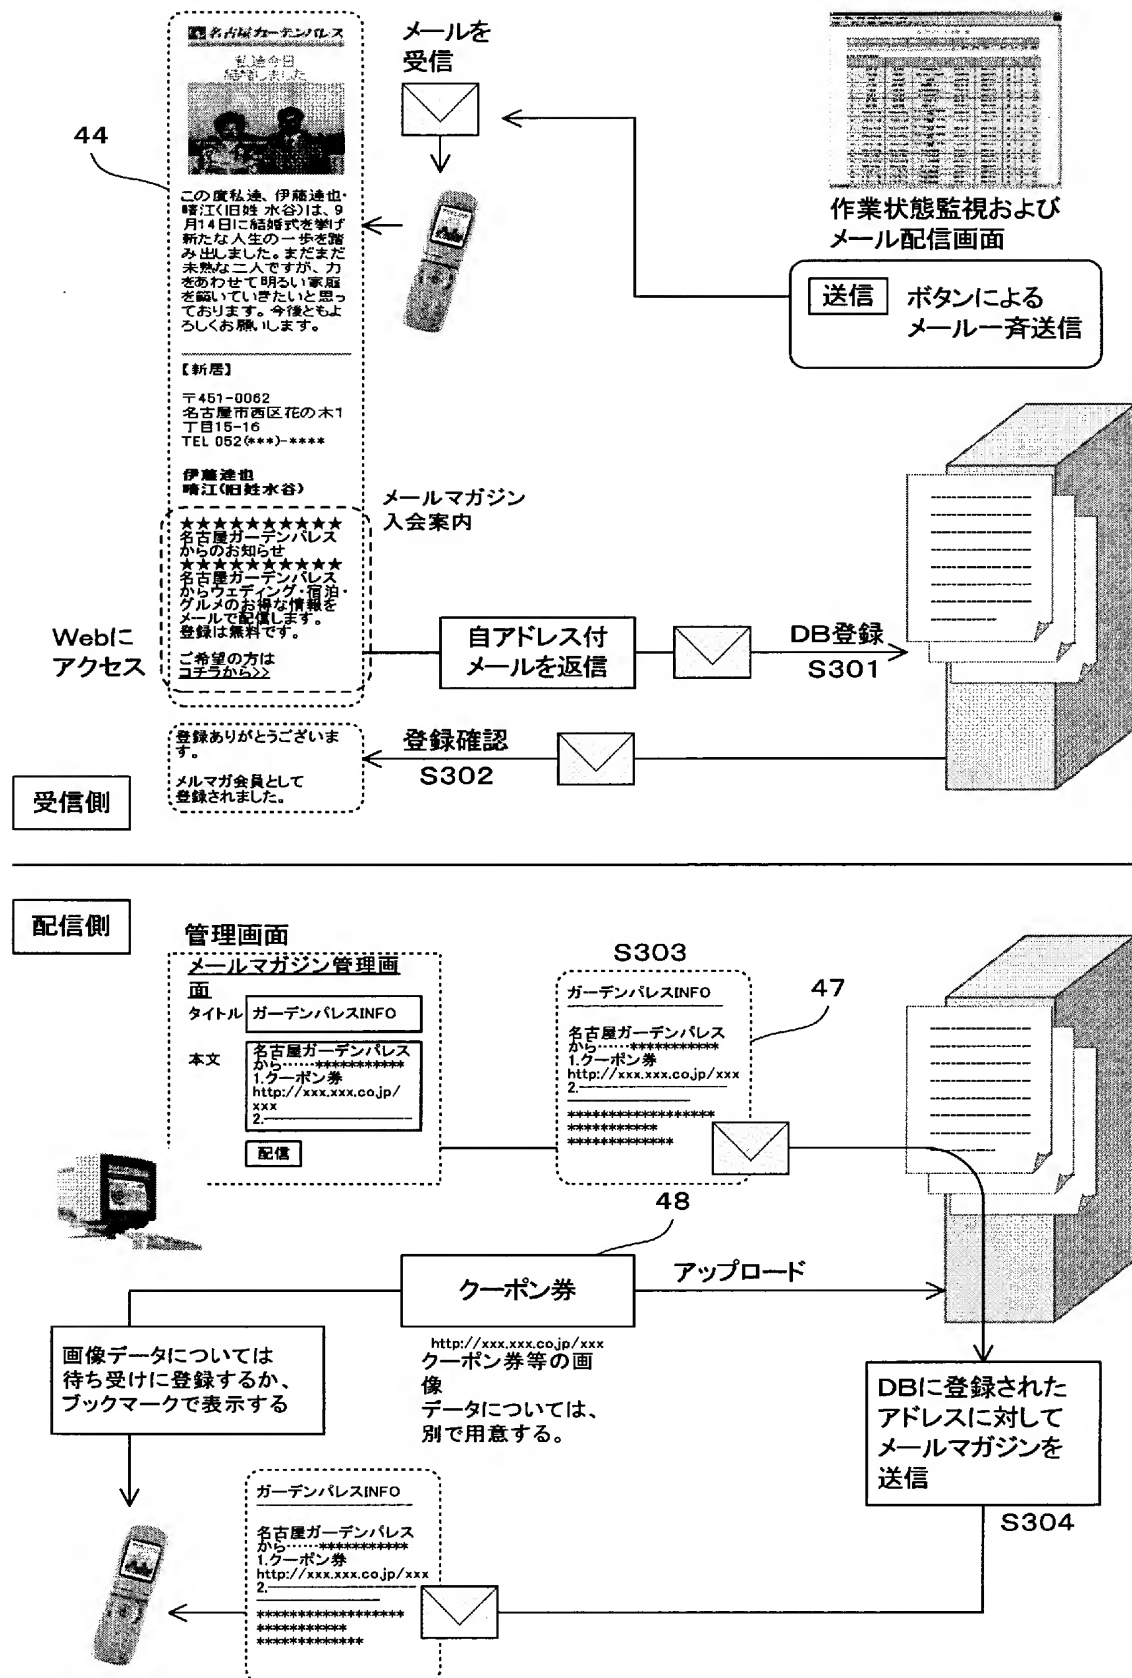 名古屋ガーデンパレス
私達今日
結婚しました
44
この度私達、伊藤達也・
晴江(旧姓 水谷)は、9
月14日に結婚式を挙げ
新たな人生の一歩を踏
み出しました。まだまだ
未熟な二人ですが、力
をあわせて明るい家庭
を築いていきたいと思っ
ております。今後ともよ
ろしくお願いします。
【新居】
〒451-0062
名古屋市西区花の木1
丁目15-16
TEL 052(***)-****
伊藤達也
晴江(旧姓水谷)
★★★★★★★★★★
名古屋ガーデンパレス
からのお知らせ
★★★★★★★★★★
名古屋ガーデンパレス
からウェディング・宿泊・
グルメのお得な情報を
メールで配信します。
登録は無料です。
ご希望の方は
コチラから>>
メールを
受信
作業状態監視および
メール配信画面
送信
ボタンによる
メール一斉送信
メールマガジン
入会案内
Webに
アクセス
自アドレス付
メールを返信
DB登録
S301
登録ありがとうございま
す。
メルマガ会員として
登録されました。
登録確認
S302
受信側
配信側
管理画面
メールマガジン管理画
面
タイトル
ガーデンパレスINFO
本文
名古屋ガーデンパレス
から……***********
1.クーポン券
http://xxx.xxx.co.jp/
xxx
2.
配信
S303
ガーデンパレスINFO
名古屋ガーデンパレス
から……***********
1.クーポン券
http://xxx.xxx.co.jp/xxx
2.
******************
***********
*************
47
48
クーポン券
アップロード
http://xxx.xxx.co.jp/xxx
クーポン券等の画
像
データについては、
別で用意する。
画像データについては
待ち受けに登録するか、
ブックマークで表示する
DBに登録された
アドレスに対して
メールマガジンを
送信
S304
ガーデンパレスINFO
名古屋ガーデンパレス
から……***********
1.クーポン券
http://xxx.xxx.co.jp/xxx
2.
******************
***********
*************